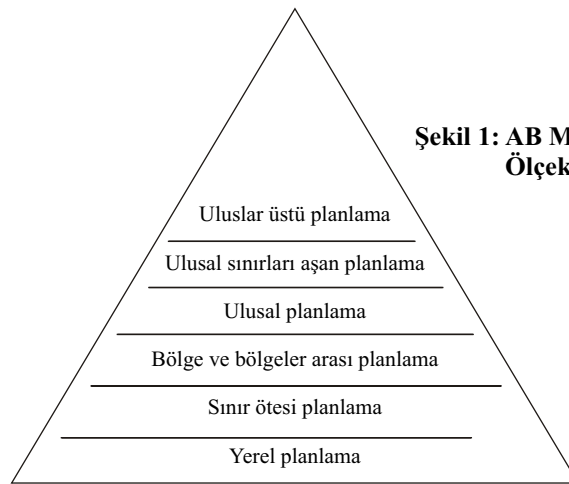 Şekil 1: AB M
Ölçek
Uluslar üstü planlama
Ulusal sınırları aşan planlama
Ulusal planlama
Bölge ve bölgeler arası planlama
Sınır ötesi planlama
Yerel planlama